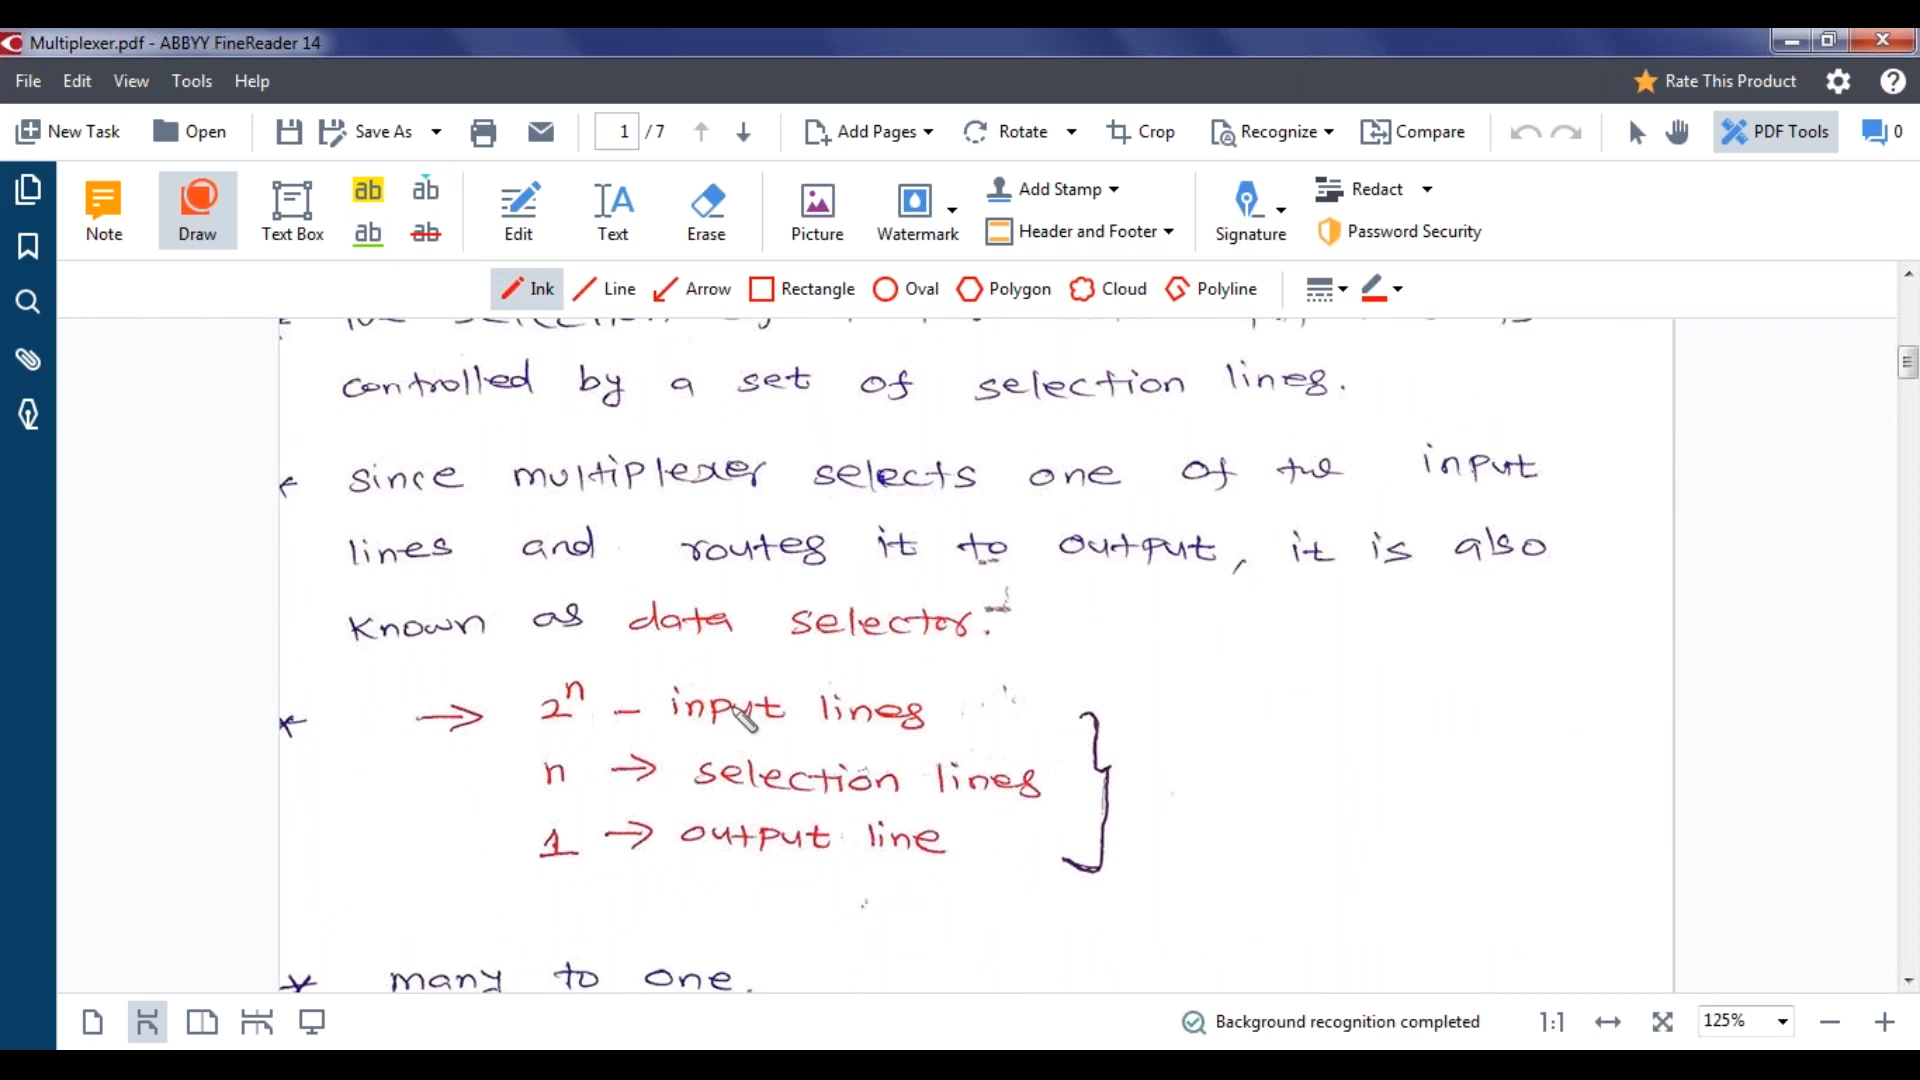 Multiplexer.pdf - ABBYY FineReader 14
File Edit View Tools Help Rate This Product
New Task Open Save As 1 / 7 Add Pages Rotate Crop Recognize Compare PDF Tools 0
Note Draw Text Box ab ab ab ab Edit Text Erase Picture Watermark Add Stamp Header and Footer Signature Redact Password Security
Ink Line Arrow Rectangle Oval Polygon Cloud Polyline
controlled by a set of selection lines.
since multiplexer selects one of the input
lines and routes it to output, it is also
known as data selector.
* → 2^n - input lines
n → selection lines
1 → output line
* many to one.
Background recognition completed 1:1 125%